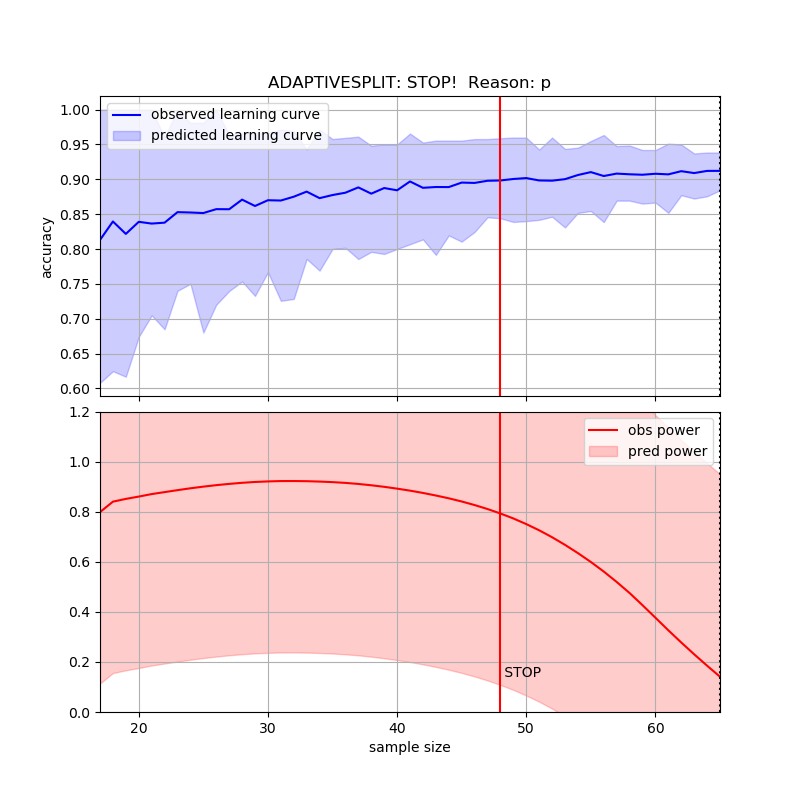 ADAPTIVESPLIT: STOP!  Reason: p
observed learning curve
predicted learning curve
1.00
0.95
0.90
0.85
0.80
0.75
0.70
0.65
0.60
accuracy
obs power
pred power
1.2
1.0
0.8
0.6
0.4
0.2
0.0
STOP
20 30 40 50 60
sample size